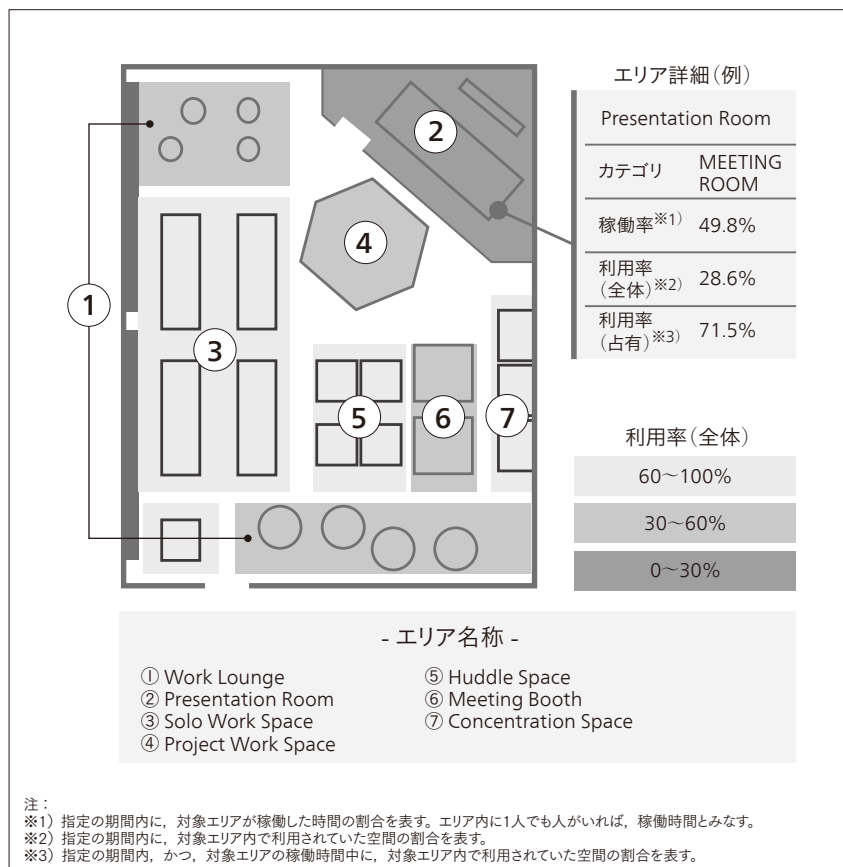 エリア詳細（例）
Presentation Room
カテゴリ MEETING
ROOM
稼働率※1） 49.8%
利用率
（全体）※2） 28.6%
利用率
（占有）※3） 71.5%
②
④
①
③
⑤
⑥
⑦
利用率（全体）
60〜100%
30〜60%
0〜30%
- エリア名称 -
① Work Lounge
② Presentation Room
③ Solo Work Space
④ Project Work Space
⑤ Huddle Space
⑥ Meeting Booth
⑦ Concentration Space
注：
※1）指定の期間内に，対象エリアが稼働した時間の割合を表す。エリア内に1人でも人がいれば，稼働時間とみなす。
※2）指定の期間内に，対象エリア内で利用されていた空間の割合を表す。
※3）指定の期間内，かつ，対象エリアの稼働時間中に，対象エリア内で利用されていた空間の割合を表す。